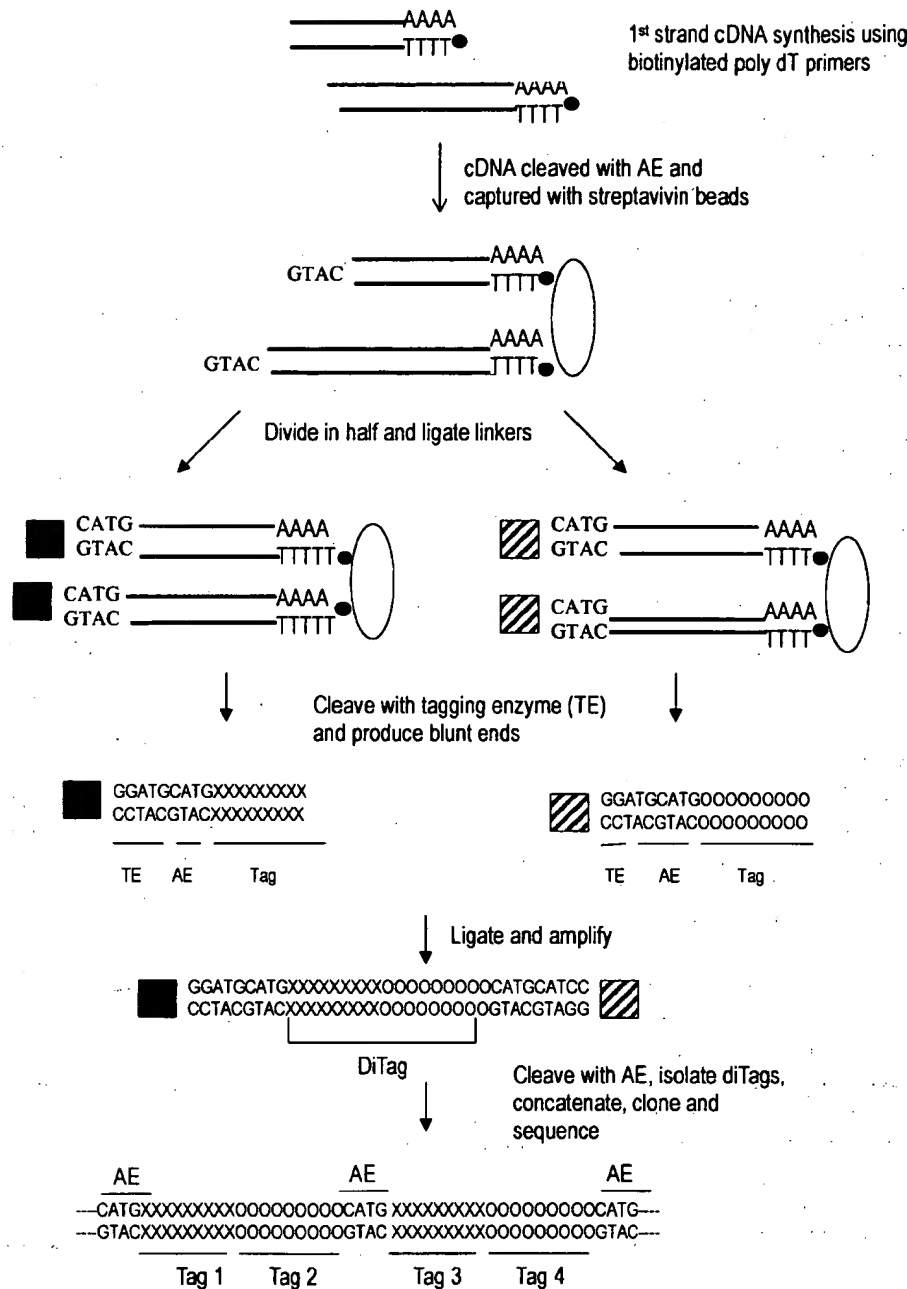 AAAA
TTTT
1st strand cDNA synthesis using
biotinylated poly dT primers
AAAA
TTTT
cDNA cleaved with AE and
captured with streptavivin beads
AAAA
GTAC
TTTT
AAAA
GTAC
TTTT
Divide in half and ligate linkers
CATG AAAA
GTAC TTTTT
CATG AAAA
GTAC TTTTT
CATG AAAA
GTAC TTTT
CATG AAAA
GTAC TTTT
Cleave with tagging enzyme (TE)
and produce blunt ends
GGATGCATGXXXXXXXXX
CCTACGTACXXXXXXXXX
TE AE Tag
GGATGCATGOOOOOOOOO
CCTACGTACOOOOOOOOO
TE AE Tag
Ligate and amplify
GGATGCATGXXXXXXXXXOOOOOOOOOCATGCATCC
CCTACGTACXXXXXXXXXOOOOOOOOOGTACGTAGG
DiTag
Cleave with AE, isolate diTags,
concatenate, clone and
sequence
AE AE AE
---CATGXXXXXXXXXOOOOOOOOOCATG XXXXXXXXXOOOOOOOOOCATG---
---GTACXXXXXXXXXOOOOOOOOOGTAC XXXXXXXXXOOOOOOOOOGTAC---
Tag 1 Tag 2 Tag 3 Tag 4